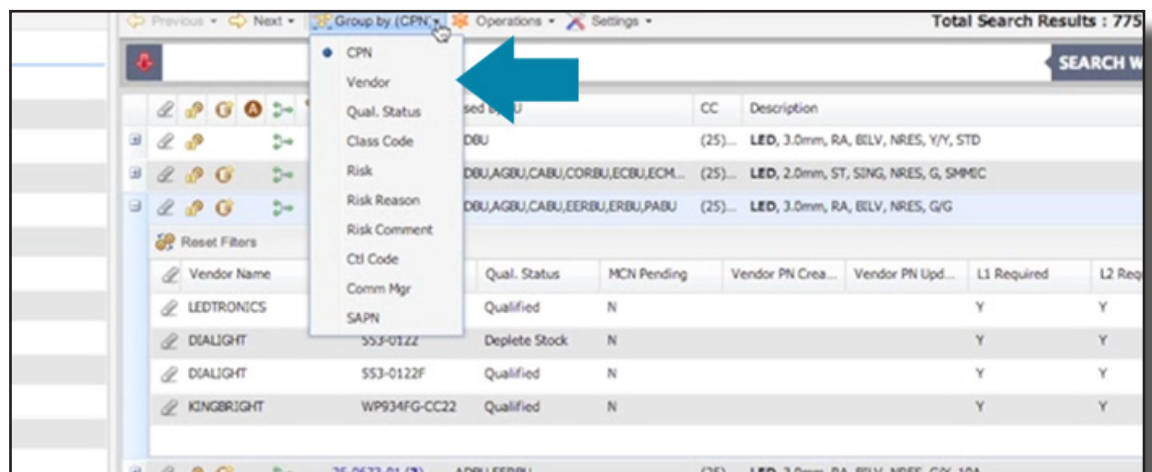 Previous Next Group by (CPN) Operations Settings Total Search Results : 775
SEARCH W
CPN
Vendor
Qual. Status
Class Code
Risk
Risk Reason
Risk Comment
Ctl Code
Comm Mgr
SAPN
CC Description
DBU (25)... LED, 3.0mm, RA, BILV, NRES, Y/Y, STD
DBU,AGBU,CABU,CORBU,ECBU,ECM... (25)... LED, 2.0mm, ST, SING, NRES, G, SMMIC
DBU,AGBU,CABU,EERBU,ERBU,PABU (25)... LED, 3.0mm, RA, BILV, NRES, G/G
Reset Filters
Vendor Name Qual. Status MCN Pending Vendor PN Crea... Vendor PN Upd... L1 Required L2 Req
LEDTRONICS Qualified N Y Y
DIALIGHT 553-0122 Deplete Stock N Y Y
DIALIGHT 553-0122F Qualified N Y Y
KINGBRIGHT WP934FG-CC22 Qualified N Y Y